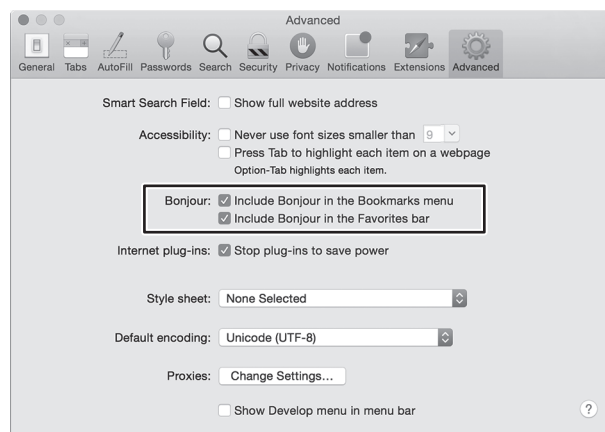 Advanced
General Tabs AutoFill Passwords Search Security Privacy Notifications Extensions Advanced
Smart Search Field: Show full website address
Accessibility: Never use font sizes smaller than 9
Press Tab to highlight each item on a webpage
Option-Tab highlights each item.
Bonjour: Include Bonjour in the Bookmarks menu
Include Bonjour in the Favorites bar
Internet plug-ins: Stop plug-ins to save power
Style sheet: None Selected
Default encoding: Unicode (UTF-8)
Proxies: Change Settings...
Show Develop menu in menu bar
?